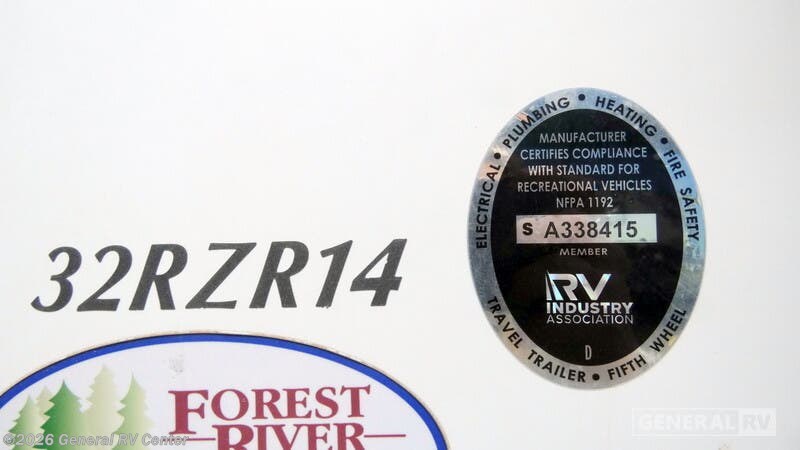 ELECTRICAL • PLUMBING • HEATING • FIRE SAFETY
MANUFACTURER
CERTIFIES COMPLIANCE
WITH STANDARD FOR
RECREATIONAL VEHICLES
NFPA 1192
S A338415
MEMBER
RV
INDUSTRY
ASSOCIATION
D
TRAVEL TRAILER • FIFTH WHEEL
32RZR14
FOREST
RIVER
©2026 General RV Center
GENERAL RV